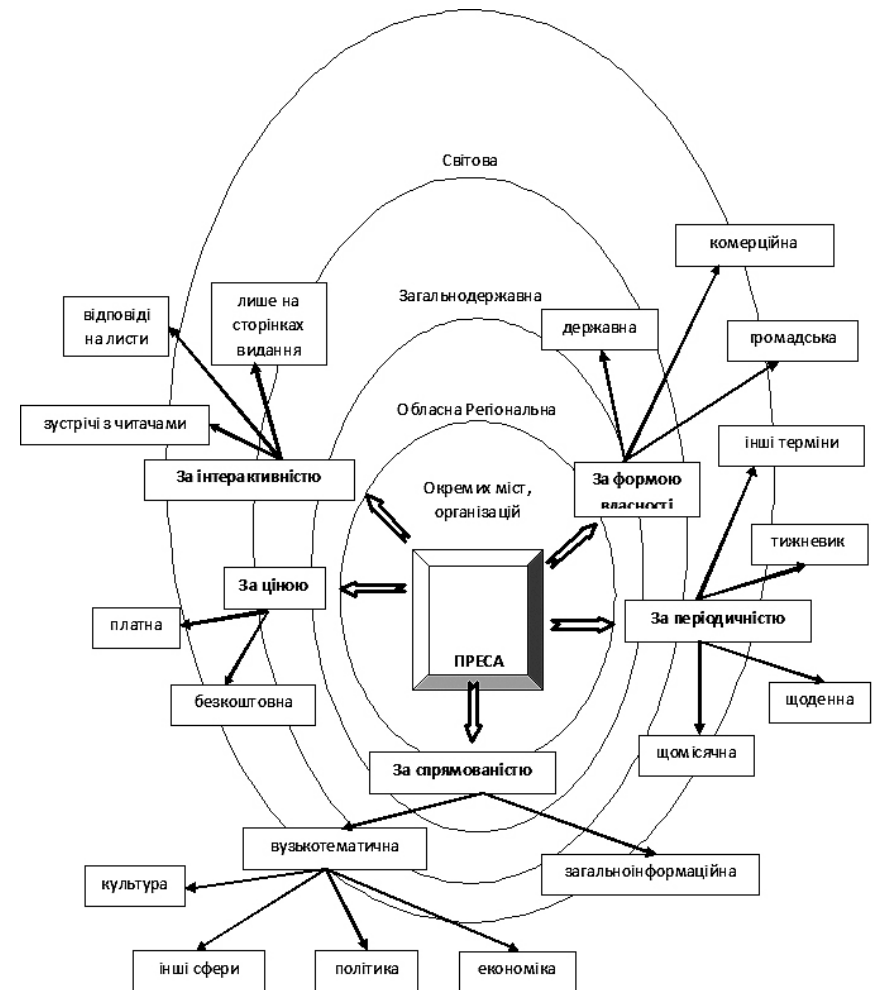 Світова
комерційна
Загальнодержавна
відповіді
на листи
лише на
сторінках
видання
державна
громадська
Обласна Регіональна
зустрічі з читачами
інші терміни
За інтерактивністю
Окремих міст,
організацій
За формою
власності
тижневик
За ціною
платна
За періодичністю
ПРЕСА
безкоштовна
щоденна
щомісячна
За спрямованістю
вузькотематична
загальноінформаційна
культура
інші сфери
політика
економіка